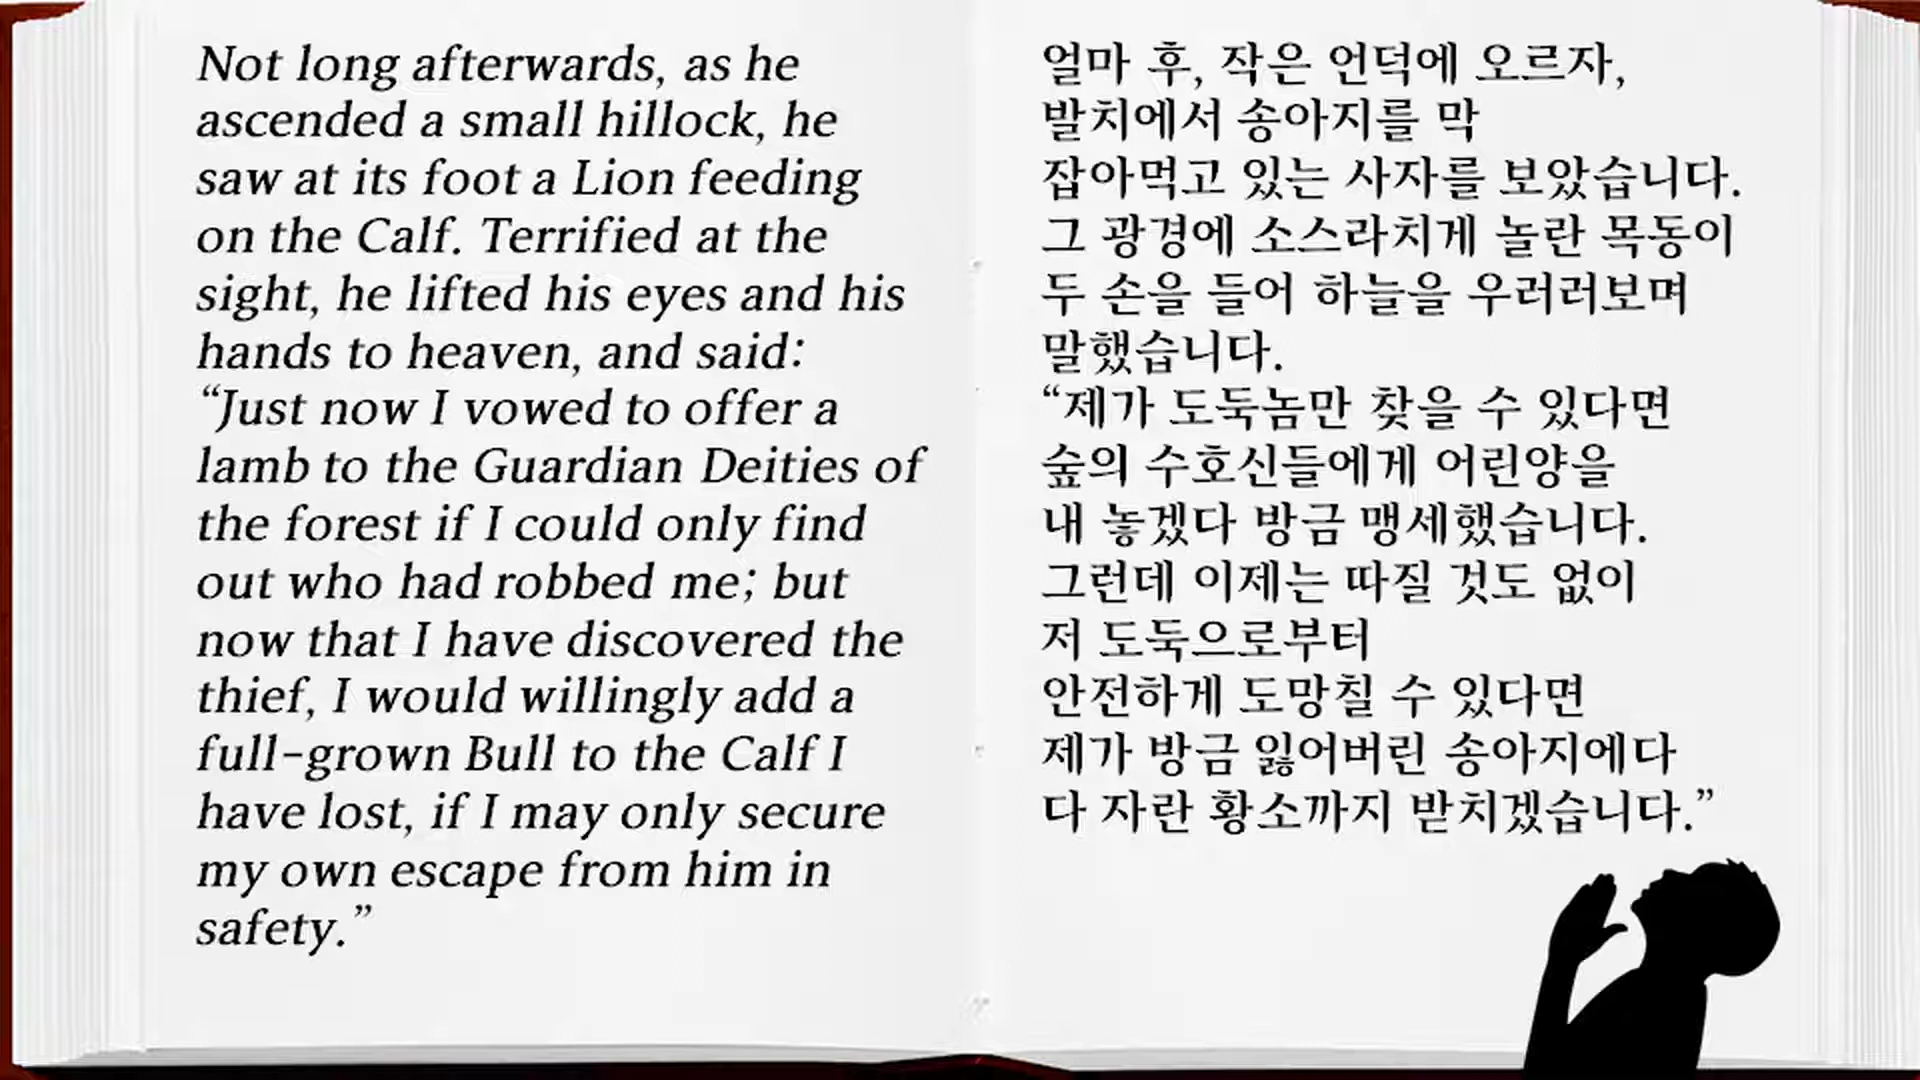 Not long afterwards, as he
ascended a small hillock, he
saw at its foot a Lion feeding
on the Calf. Terrified at the
sight, he lifted his eyes and his
hands to heaven, and said:
“Just now I vowed to offer a
lamb to the Guardian Deities of
the forest if I could only find
out who had robbed me; but
now that I have discovered the
thief, I would willingly add a
full-grown Bull to the Calf I
have lost, if I may only secure
my own escape from him in
safety.”
얼마 후, 작은 언덕에 오르자,
발치에서 송아지를 막
잡아먹고 있는 사자를 보았습니다.
그 광경에 소스라치게 놀란 목동이
두 손을 들어 하늘을 우러러보며
말했습니다.
“제가 도둑놈만 찾을 수 있다면
숲의 수호신들에게 어린양을
내 놓겠다 방금 맹세했습니다.
그런데 이제는 따질 것도 없이
저 도둑으로부터
안전하게 도망칠 수 있다면
제가 방금 잃어버린 송아지에다
다 자란 황소까지 받치겠습니다.”